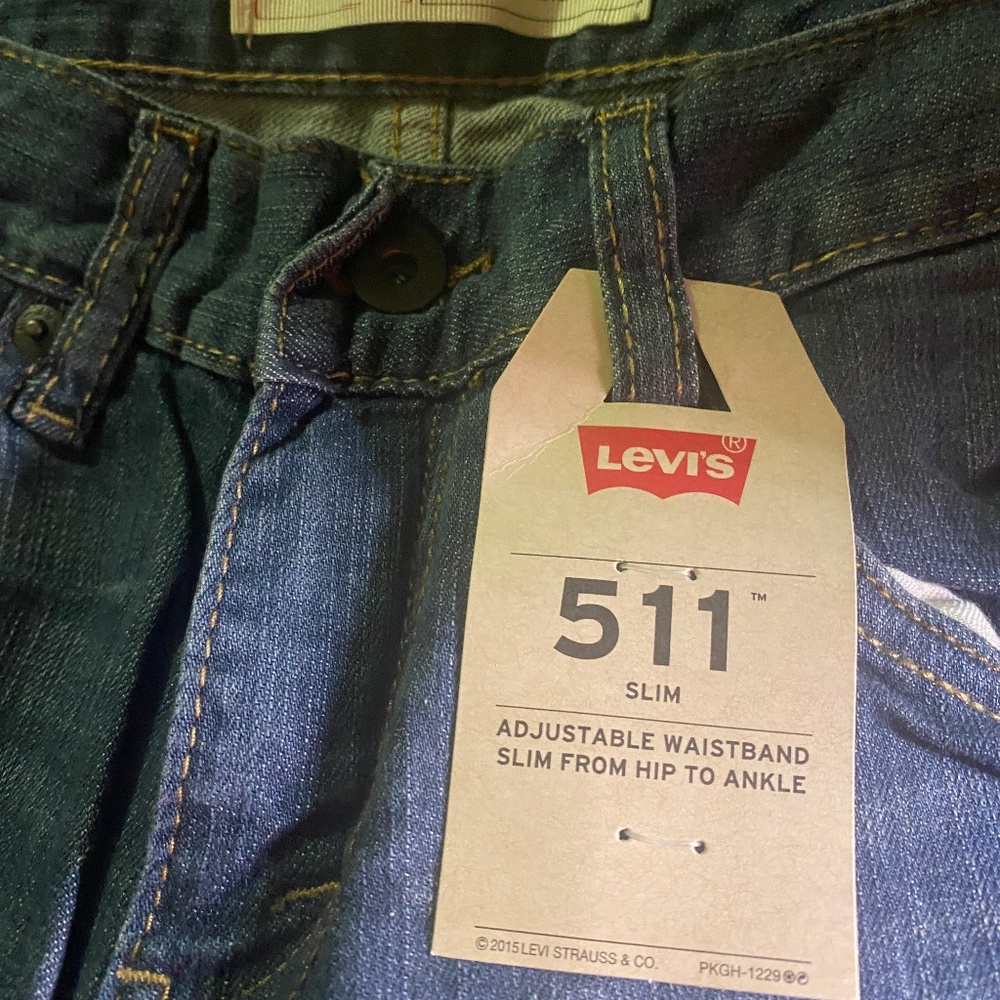 LEVI'S ®
511 ™
SLIM
ADJUSTABLE WAISTBAND
SLIM FROM HIP TO ANKLE
© 2015 LEVI STRAUSS & CO. PKGH-1229